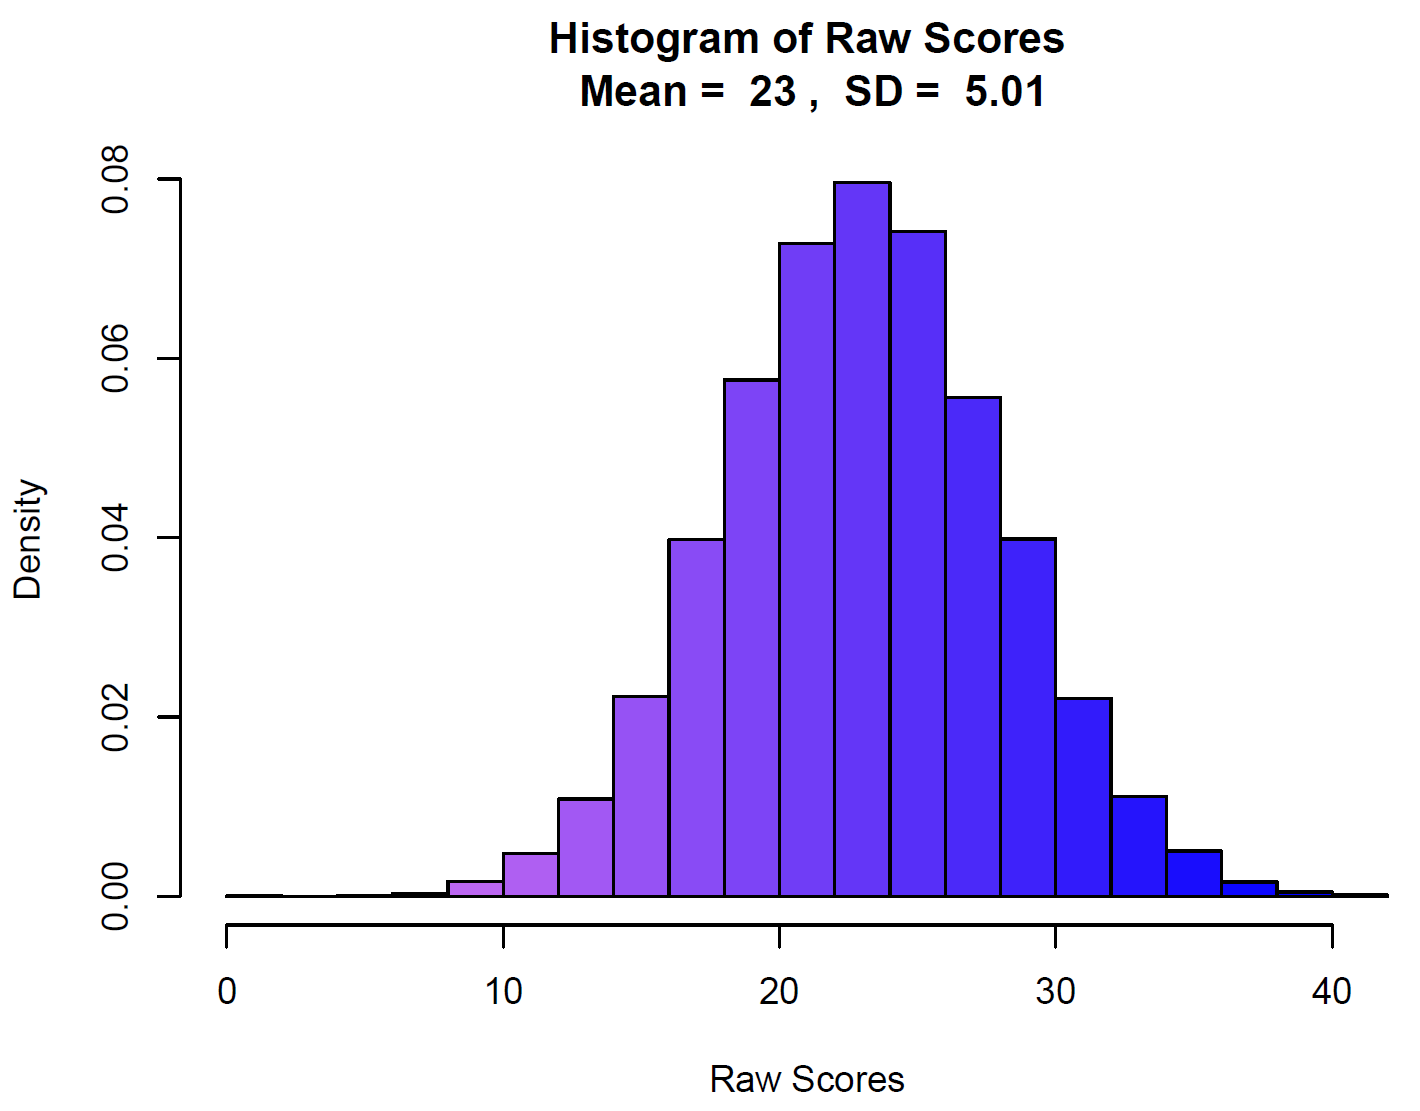 Histogram of Raw Scores
Mean =  23 ,  SD =  5.01
Density
0.08
0.06
0.04
0.02
0.00
0
10
20
30
40
Raw Scores